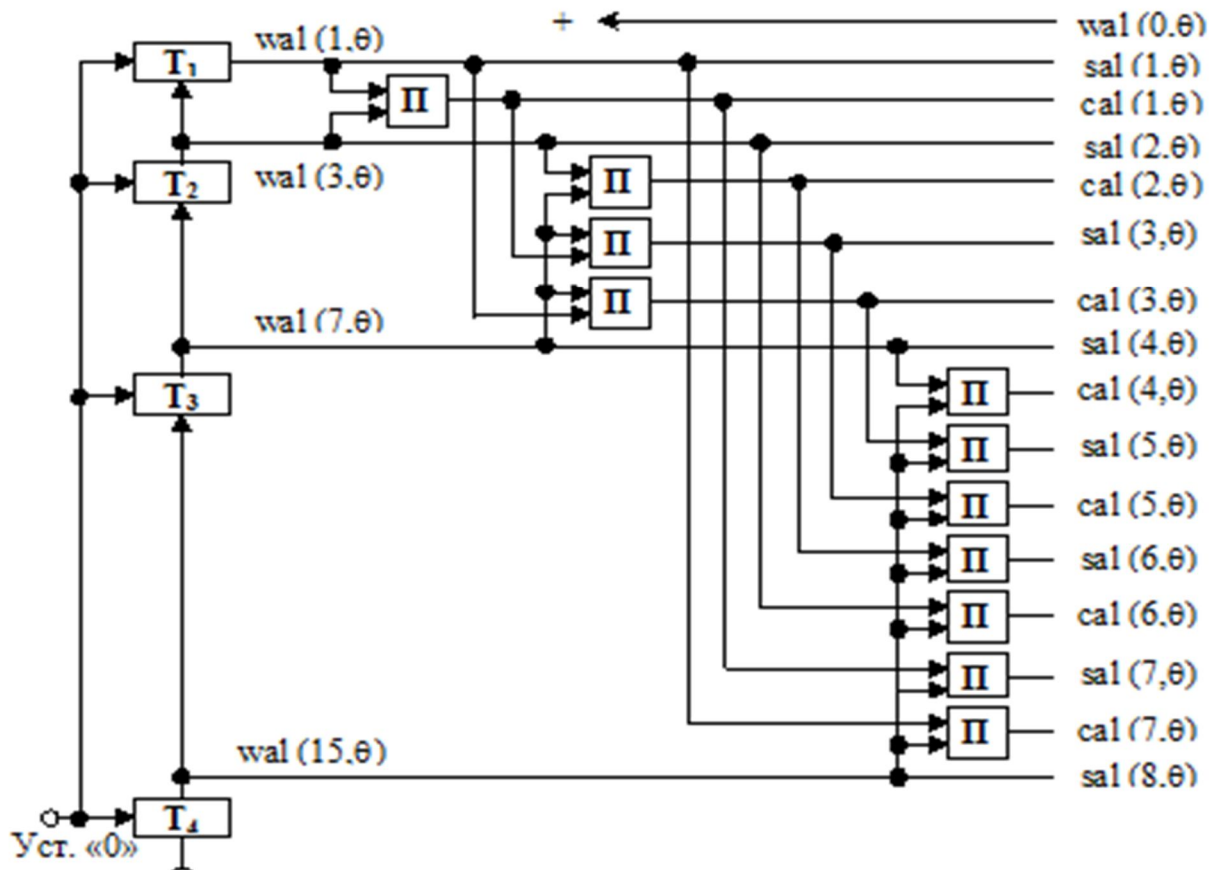 +
wal (0,θ)
wal (1,θ)
T₁
sal (1,θ)
П
cal (1,θ)
sal (2,θ)
T₂
wal (3,θ)
П
cal (2,θ)
П
sal (3,θ)
П
cal (3,θ)
wal (7,θ)
sal (4,θ)
T₃
П
cal (4,θ)
П
sal (5,θ)
П
cal (5,θ)
П
sal (6,θ)
П
cal (6,θ)
П
sal (7,θ)
П
cal (7,θ)
wal (15,θ)
sal (8,θ)
T₄
Уст. «0»